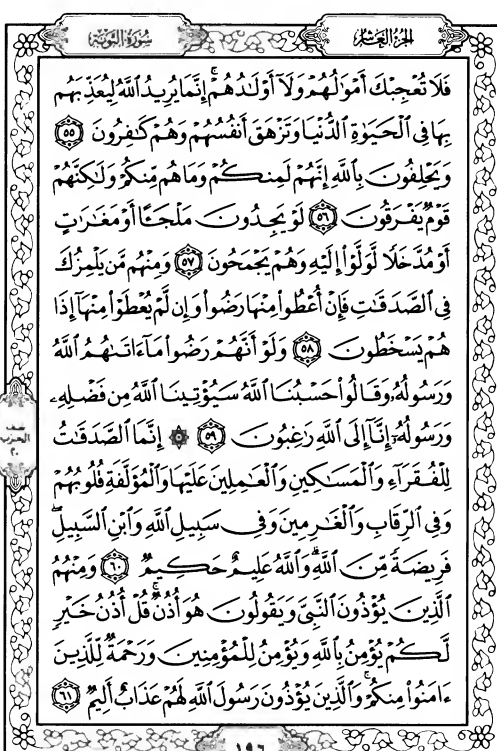 الجزء العاشر
سورة التوبة
فَلَا تُعْجِبْكَ أَمْوَٰلُهُمْ وَلَآ أَوْلَٰدُهُمْ ۚ إِنَّمَا يُرِيدُ ٱللَّهُ لِيُعَذِّبَهُم
بِهَا فِى ٱلْحَيَوٰةِ ٱلدُّنْيَا وَتَزْهَقَ أَنفُسُهُمْ وَهُمْ كَٰفِرُونَ ٥٥
وَيَحْلِفُونَ بِٱللَّهِ إِنَّهُمْ لَمِنكُمْ وَمَا هُم مِّنكُمْ وَلَٰكِنَّهُمْ
قَوْمٌ يَفْرَقُونَ ٥٦ لَوْ يَجِدُونَ مَلْجَـًٔا أَوْ مَغَٰرَٰتٍ
أَوْ مُدَّخَلًا لَّوَلَّوْا۟ إِلَيْهِ وَهُمْ يَجْمَحُونَ ٥٧ وَمِنْهُم مَّن يَلْمِزُكَ
فِى ٱلصَّدَقَٰتِ فَإِنْ أُعْطُوا۟ مِنْهَا رَضُوا۟ وَإِن لَّمْ يُعْطَوْا۟ مِنْهَآ إِذَا
هُمْ يَسْخَطُونَ ٥٨ وَلَوْ أَنَّهُمْ رَضُوا۟ مَآ ءَاتَىٰهُمُ ٱللَّهُ
وَرَسُولُهُۥ وَقَالُوا۟ حَسْبُنَا ٱللَّهُ سَيُؤْتِينَا ٱللَّهُ مِن فَضْلِهِۦ
وَرَسُولُهُۥٓ إِنَّآ إِلَى ٱللَّهِ رَٰغِبُونَ ٥٩ ۞ إِنَّمَا ٱلصَّدَقَٰتُ
لِلْفُقَرَآءِ وَٱلْمَسَٰكِينِ وَٱلْعَٰمِلِينَ عَلَيْهَا وَٱلْمُؤَلَّفَةِ قُلُوبُهُمْ
وَفِى ٱلرِّقَابِ وَٱلْغَٰرِمِينَ وَفِى سَبِيلِ ٱللَّهِ وَٱبْنِ ٱلسَّبِيلِ ۖ
فَرِيضَةً مِّنَ ٱللَّهِ ۗ وَٱللَّهُ عَلِيمٌ حَكِيمٌ ٦٠ وَمِنْهُمُ
ٱلَّذِينَ يُؤْذُونَ ٱلنَّبِىَّ وَيَقُولُونَ هُوَ أُذُنٌ ۚ قُلْ أُذُنُ خَيْرٍ
لَّكُمْ يُؤْمِنُ بِٱللَّهِ وَيُؤْمِنُ لِلْمُؤْمِنِينَ وَرَحْمَةٌ لِّلَّذِينَ
ءَامَنُوا۟ مِنكُمْ ۚ وَٱلَّذِينَ يُؤْذُونَ رَسُولَ ٱللَّهِ لَهُمْ عَذَابٌ أَلِيمٌ ٦١
نصف
الحزب
٢٠
١٩٦